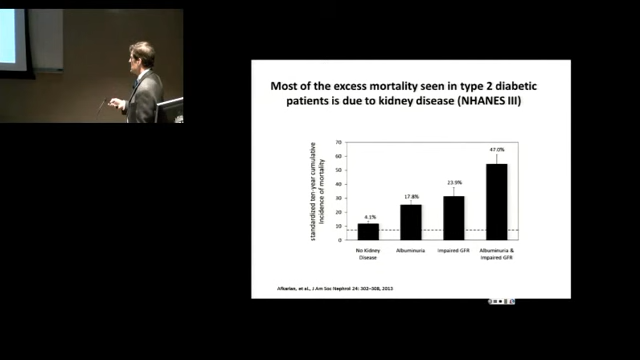 Most of the excess mortality seen in type 2 diabetic
patients is due to kidney disease (NHANES III)
standardized ten-year cumulative
incidence of mortality
70
60
50
40
30
20
10
0
4.1%
17.8%
23.9%
47.0%
No Kidney
Disease
Albuminuria
Impaired GFR
Albuminuria &
Impaired GFR
Afkarian, et al., J Am Soc Nephrol 24: 302–308, 2013